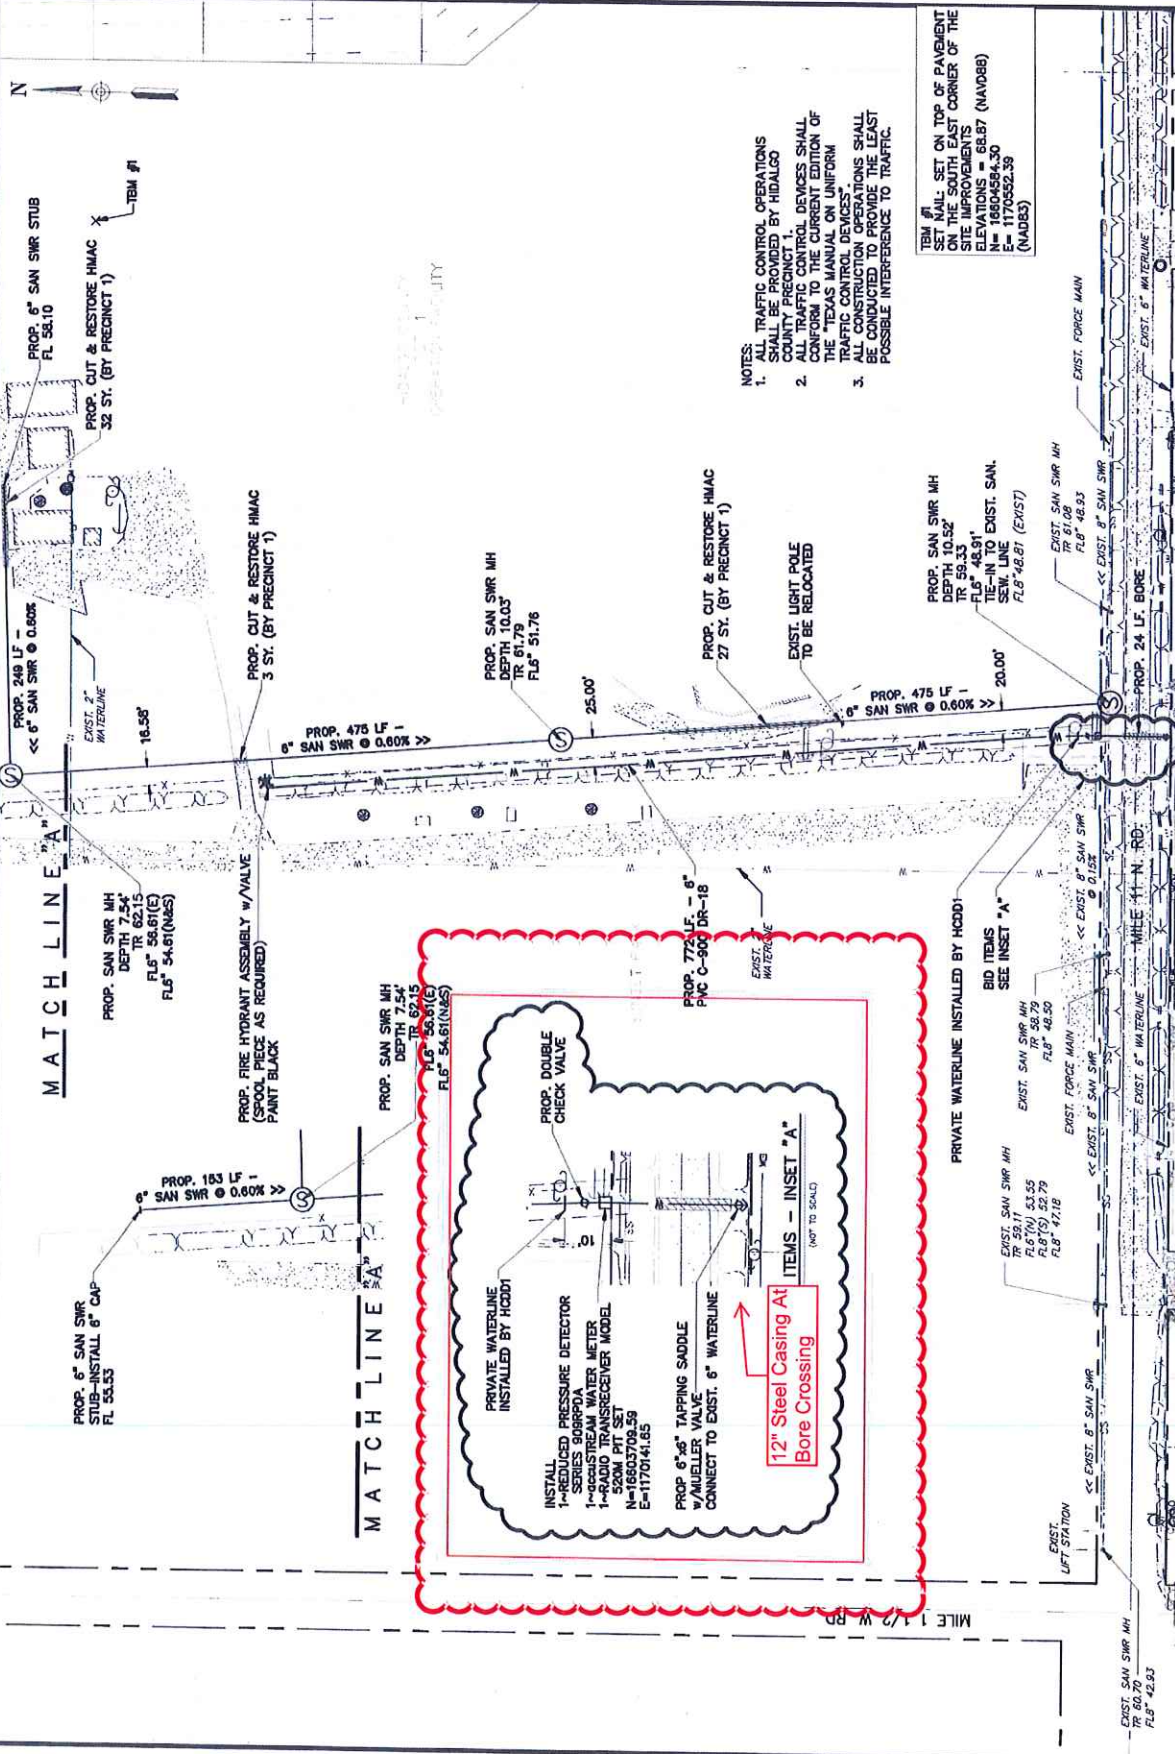 N
TBM #1
PROP. 6" SAN SWR STUB
FL 58.10
PROP. CUT & RESTORE HMAC
32 SY. (BY PRECINCT 1)
PROP. 249 LF -
<< 6" SAN SWR @ 0.60%
EXIST. 2"
WATERLINE
16.58'
MATCH LINE "A"
PROP. SAN SWR MH
DEPTH 7.54'
TR 62.15
FL6" 56.61(E)
FL6" 54.61(N&S)
PROP. CUT & RESTORE HMAC
3 SY. (BY PRECINCT 1)
PROP. 475 LF -
6" SAN SWR @ 0.60% >>
PROP. FIRE HYDRANT ASSEMBLY w/VALVE
(SPOOL PIECE AS REQUIRED)
PAINT BLACK
PROP. SAN SWR MH
DEPTH 10.03'
TR 61.79
FL6" 51.76
25.00'
PROP. CUT & RESTORE HMAC
27 SY. (BY PRECINCT 1)
EXIST. LIGHT POLE
TO BE RELOCATED
PROP. 475 LF -
6" SAN SWR @ 0.60% >>
20.00'
PROP. 772 LF. - 6"
PVC C-900 DR-18
EXIST.
WATERLINE
NOTES:
1. ALL TRAFFIC CONTROL OPERATIONS
SHALL BE PROVIDED BY HIDALGO
COUNTY PRECINCT 1.
2. ALL TRAFFIC CONTROL DEVICES SHALL
CONFORM TO THE CURRENT EDITION OF
THE "TEXAS MANUAL ON UNIFORM
TRAFFIC CONTROL DEVICES".
3. ALL CONSTRUCTION OPERATIONS SHALL
BE CONDUCTED TO PROVIDE THE LEAST
POSSIBLE INTERFERENCE TO TRAFFIC.
TBM #1
SET NAIL: SET ON TOP OF PAVEMENT
ON THE SOUTH EAST CORNER OF THE
SITE IMPROVEMENTS
ELEVATIONS = 68.87 (NAVD88)
N= 16604584.30
E= 1170552.39
(NAD83)
PROP. SAN SWR MH
DEPTH 10.52'
TR 59.33
FL6" 48.91'
TIE-IN TO EXIST. SAN.
SEW. LINE
FL8"48.81 (EXIST)
EXIST. SAN SWR MH
TR 61.08
FL8" 48.93
EXIST. FORCE MAIN
<< EXIST. 8" SAN SWR
PROP. 24 LF. BORE
EXIST. 6" WATERLINE
PROP. 6" SAN SWR
STUB-INSTALL 6" CAP
FL 55.53
PROP. 153 LF -
6" SAN SWR @ 0.60% >>
MATCH LINE "A"
PROP. SAN SWR MH
DEPTH 7.54'
TR 62.15
FL6" 56.61(E)
FL6" 54.61(N&S)
PRIVATE WATERLINE
INSTALLED BY HCDD1
PROP. DOUBLE
CHECK VALVE
10'
INSTALL
1~REDUCED PRESSURE DETECTOR
SERIES 909RPDA
1~accuSTREAM WATER METER
1~RADIO TRANSRECEIVER MODEL
520M PIT SET
N=16603709.59
E=1170141.65
PROP 6"x6" TAPPING SADDLE
w/MUELLER VALVE
CONNECT TO EXIST. 6" WATERLINE
ITEMS - INSET "A"
(NOT TO SCALE)
12" Steel Casing At
Bore Crossing
PRIVATE WATERLINE INSTALLED BY HCDD1
BID ITEMS
SEE INSET "A"
<< EXIST. 8" SAN SWR
@ 0.15%
MILE 11 N. RD.
EXIST. SAN SWR MH
TR 58.79
FL8" 48.50
EXIST. FORCE MAIN
<< EXIST. 8" SAN SWR
EXIST. 6" WATERLINE
EXIST. SAN SWR MH
TR 59.11
FL6"(N) 53.55
FL8"(S) 52.79
FL8" 47.18
<< EXIST. 8" SAN SWR
EXIST.
LIFT STATION
EXIST. SAN SWR MH
TR 60.70
FL8" 42.93
MILE 1 1/2 W RD